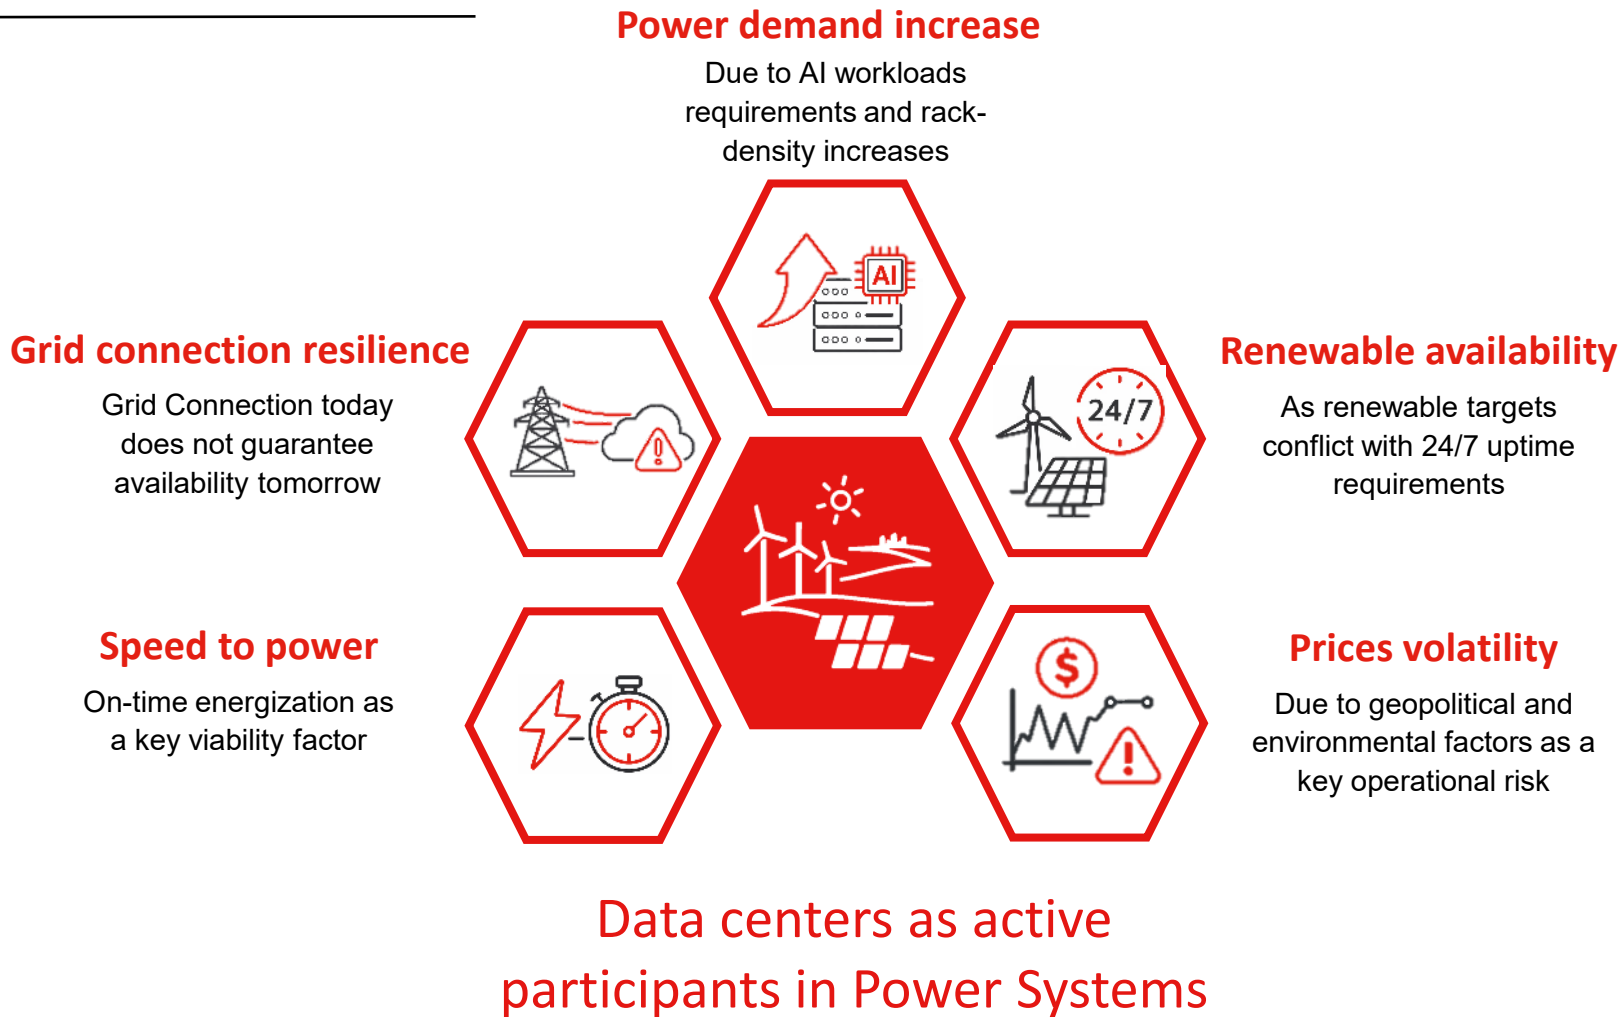 Power demand increase
Due to AI workloads
requirements and rack-
density increases
AI
Grid connection resilience
Grid Connection today
does not guarantee
availability tomorrow
24/7
Renewable availability
As renewable targets
conflict with 24/7 uptime
requirements
Speed to power
On-time energization as
a key viability factor
$
Prices volatility
Due to geopolitical and
environmental factors as a
key operational risk
Data centers as active
participants in Power Systems